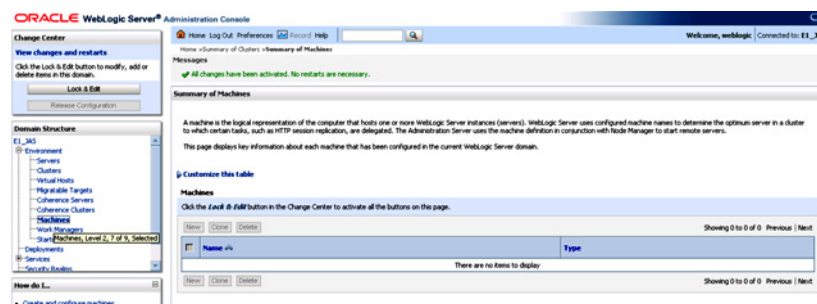 ORACLE WebLogic Server® Administration Console
Change Center
View changes and restarts
Click the Lock & Edit button to modify, add or
delete items in this domain.
Lock & Edit
Release Configuration
Domain Structure
E1_JAS
Environment
Servers
Clusters
Virtual Hosts
Migratable Targets
Coherence Servers
Coherence Clusters
Machines
Work Managers
Machines, Level 2, 7 of 9, Selected
Deployments
Services
Security Realms
How do I...
Create and configure machines
Home Log Out Preferences Record Help
Welcome, weblogic Connected to:
Home >Summary of Clusters >Summary of Machines
Messages
All changes have been activated. No restarts are necessary.
Summary of Machines
A machine is the logical representation of the computer that hosts one or more WebLogic Server instances (servers). WebLogic Server uses configured machine names to determine the optimum server in a cluster
to which certain tasks, such as HTTP session replication, are delegated. The Administration Server uses the machine definition in conjunction with Node Manager to start remote servers.
This page displays key information about each machine that has been configured in the current WebLogic Server domain.
Customize this table
Machines
Click the Lock & Edit button in the Change Center to activate all the buttons on this page.
New Clone Delete Showing 0 to 0 of 0 Previous | Next
Name Type
There are no items to display
New Clone Delete Showing 0 to 0 of 0 Previous | Next